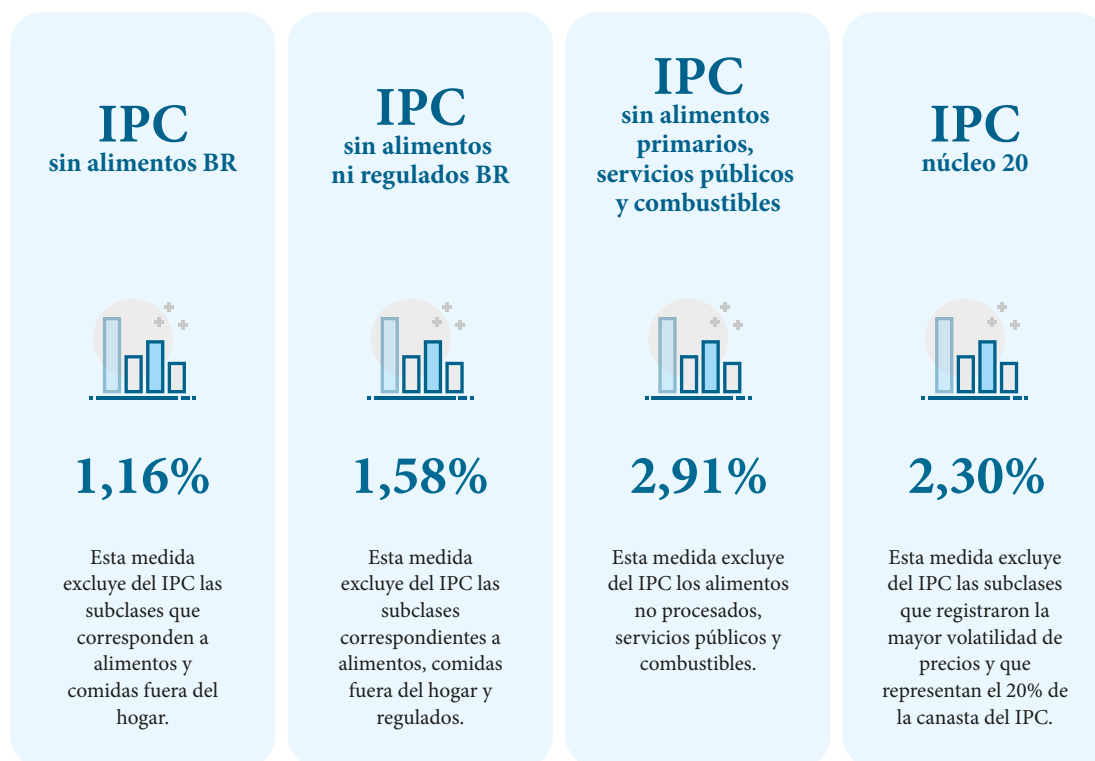 IPC
sin alimentos BR
1,16%
Esta medida
excluye del IPC las
subclases que
corresponden a
alimentos y
comidas fuera del
hogar.
IPC
sin alimentos
ni regulados BR
1,58%
Esta medida
excluye del IPC las
subclases
correspondientes a
alimentos, comidas
fuera del hogar y
regulados.
IPC
sin alimentos
primarios,
servicios públicos
y combustibles
2,91%
Esta medida excluye
del IPC los alimentos
no procesados,
servicios públicos y
combustibles.
IPC
núcleo 20
2,30%
Esta medida excluye
del IPC las subclases
que registraron la
mayor volatilidad de
precios y que
representan el 20% de
la canasta del IPC.